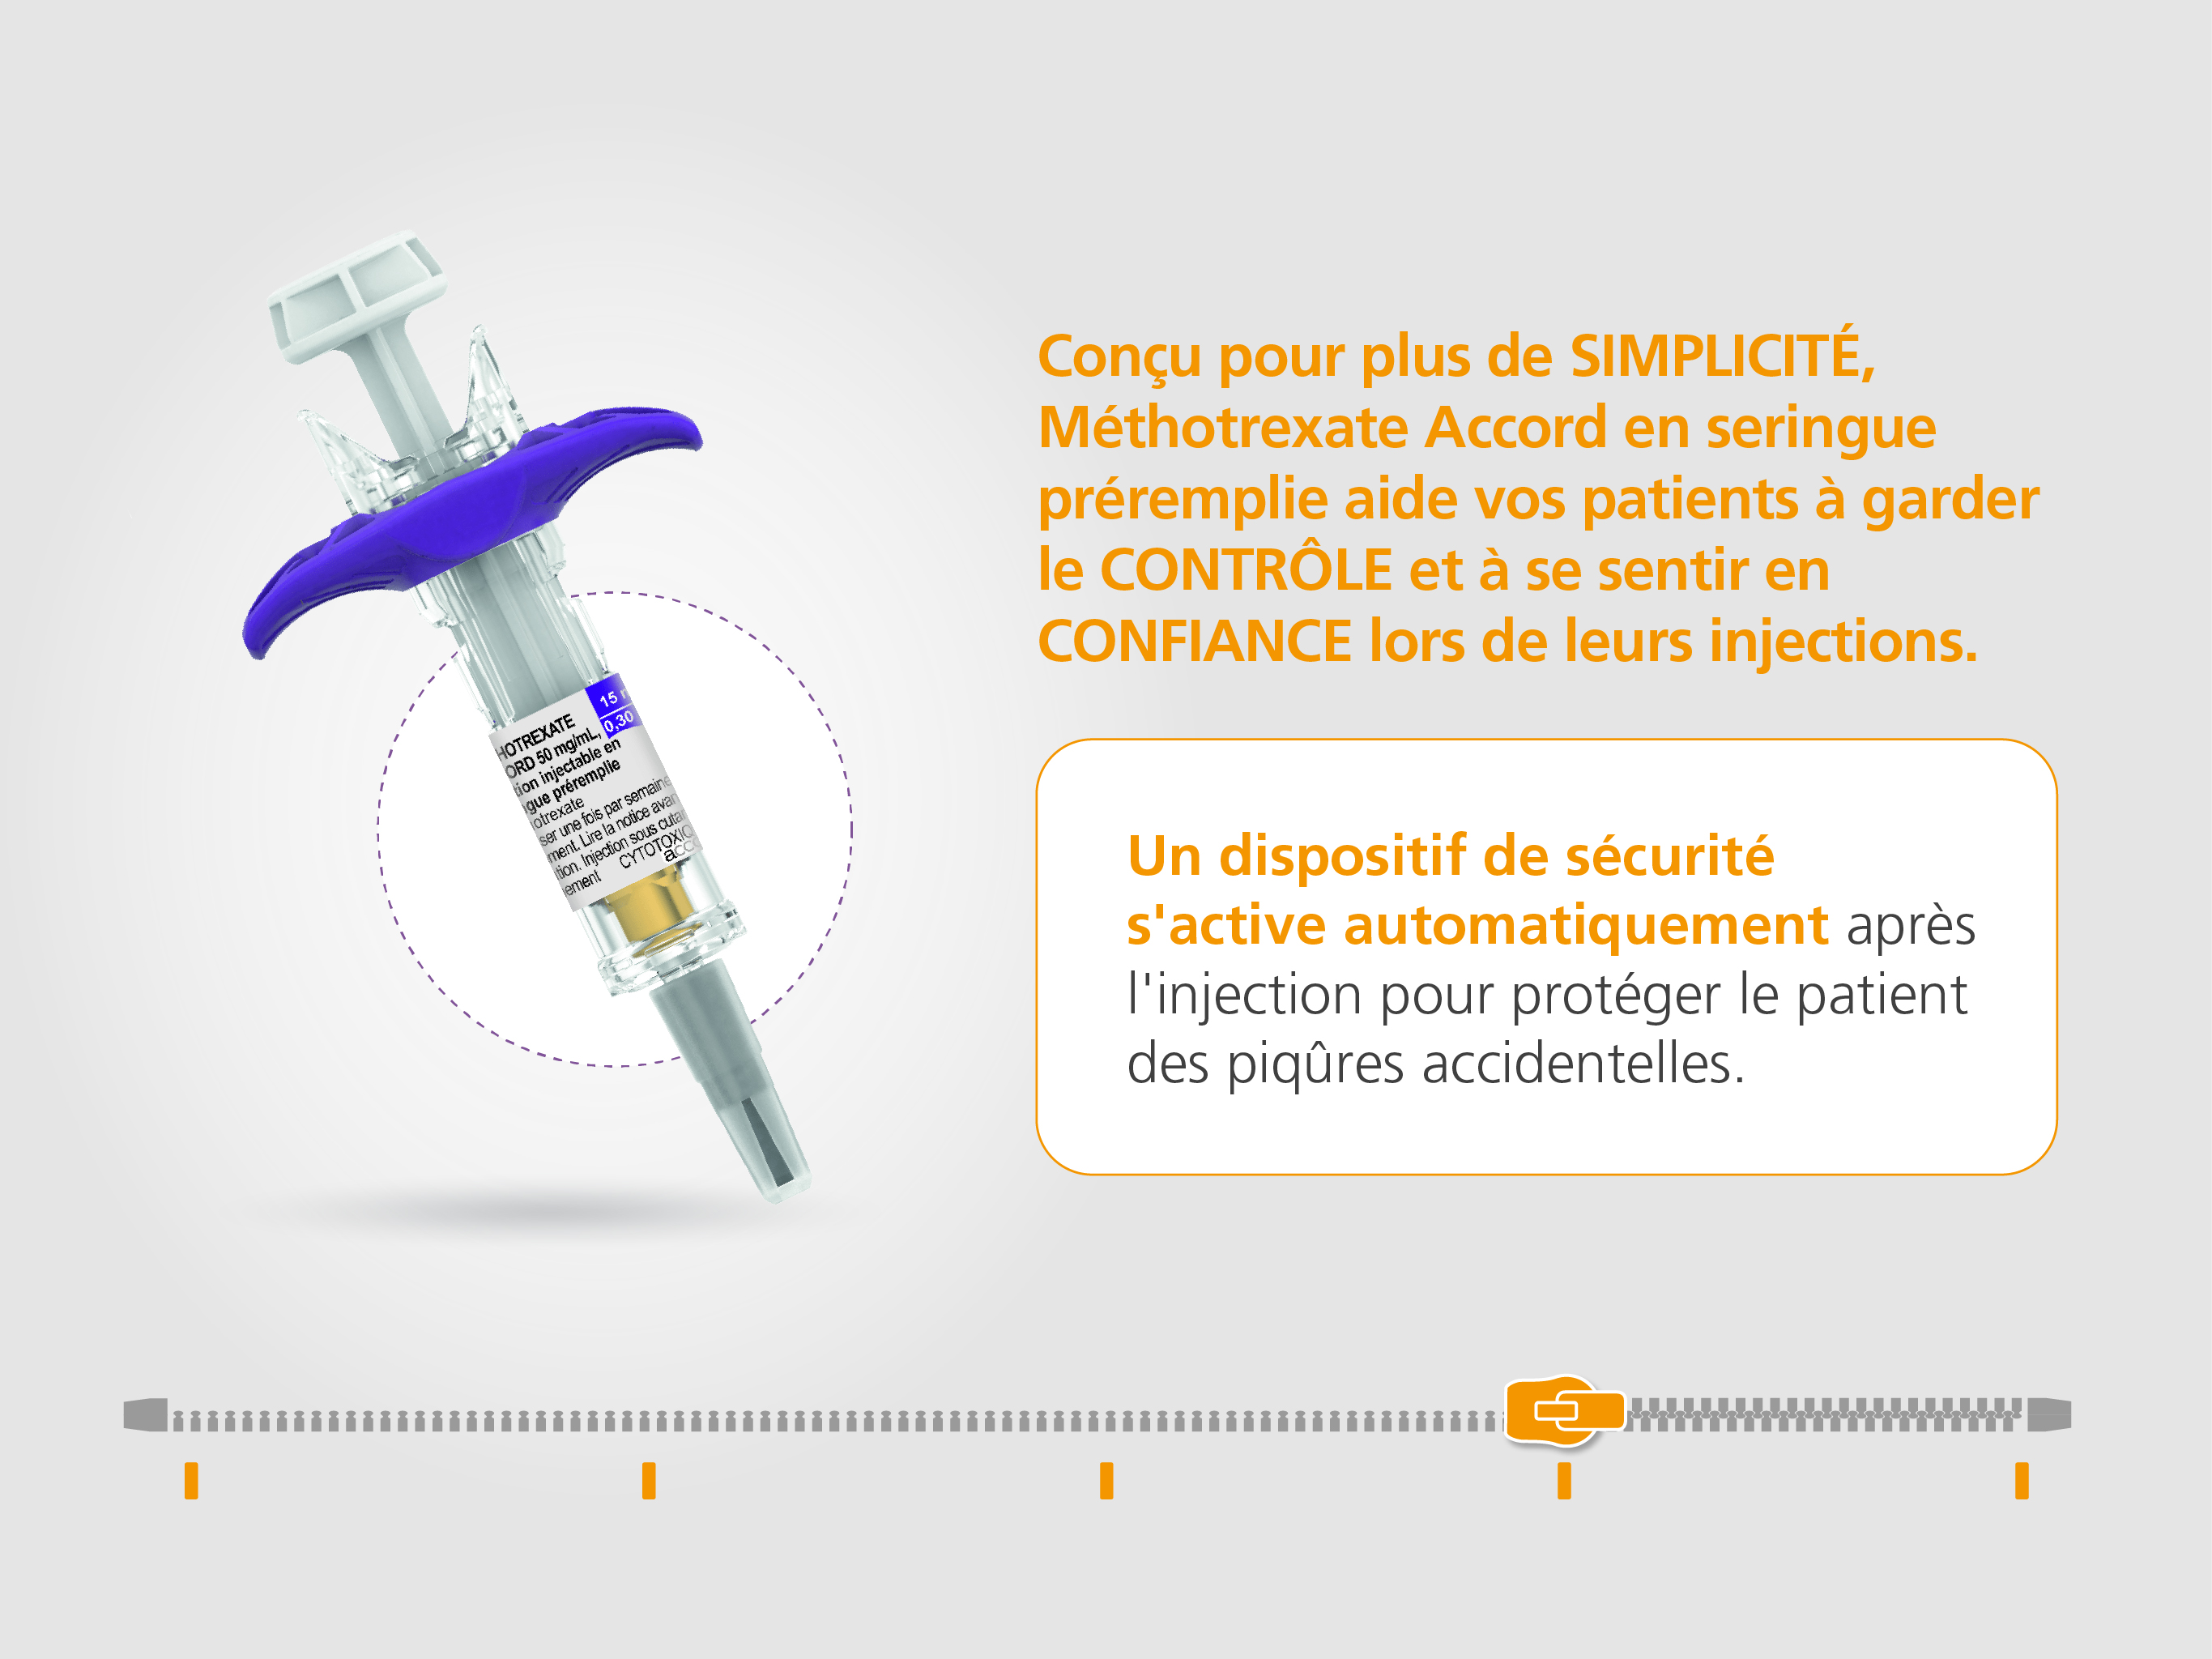 Conçu pour plus de SIMPLICITÉ,
Méthotrexate Accord en seringue
préremplie aide vos patients à garder
le CONTRÔLE et à se sentir en
CONFIANCE lors de leurs injections.
Un dispositif de sécurité
s'active automatiquement après
l'injection pour protéger le patient
des piqûres accidentelles.
15
0,30
HOTREXATE
ORD 50 mg/mL,
tion injectable en
gue préremplie
otrexate
ser une fois par semaine
ment. Lire la notice avan
tion. Injection sous cuta
ement CYTOTOXIQ
acco